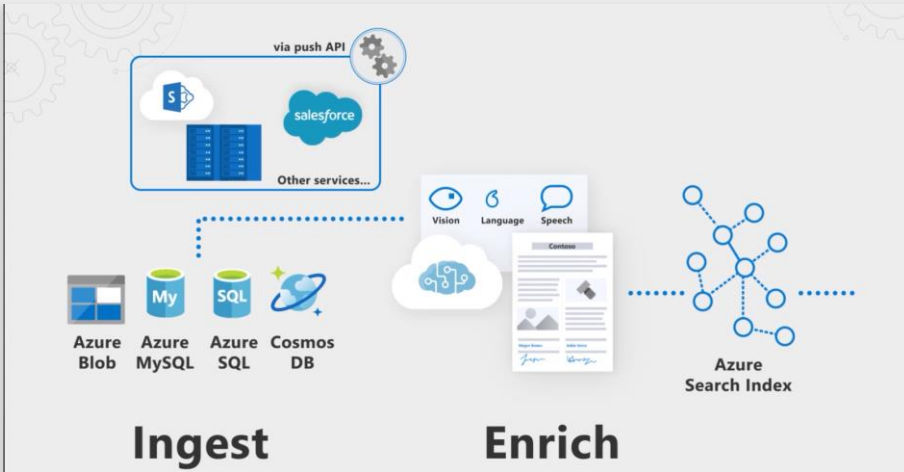 via push API
S
salesforce
Other services...
Vision Language Speech
Contoso
My
SQL
Azure Blob
Azure MySQL
Azure SQL
Cosmos DB
Azure
Search Index
Ingest
Enrich